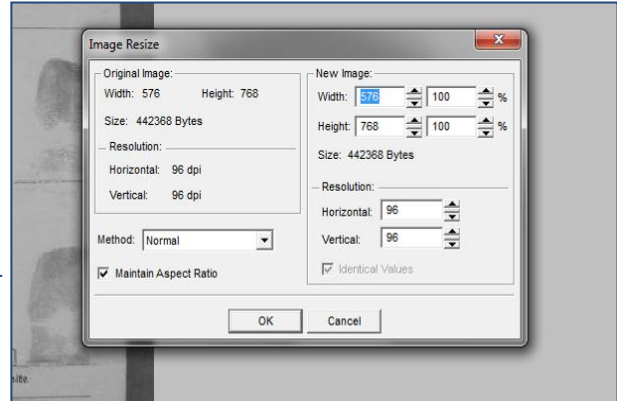 Image Resize
Original Image:
Width: 576 Height: 768
Size: 442368 Bytes
Resolution:
Horizontal: 96 dpi
Vertical: 96 dpi
Method: Normal
Maintain Aspect Ratio
New Image:
Width: 576 100 %
Height: 768 100 %
Size: 442368 Bytes
Resolution:
Horizontal: 96
Vertical: 96
Identical Values
OK Cancel